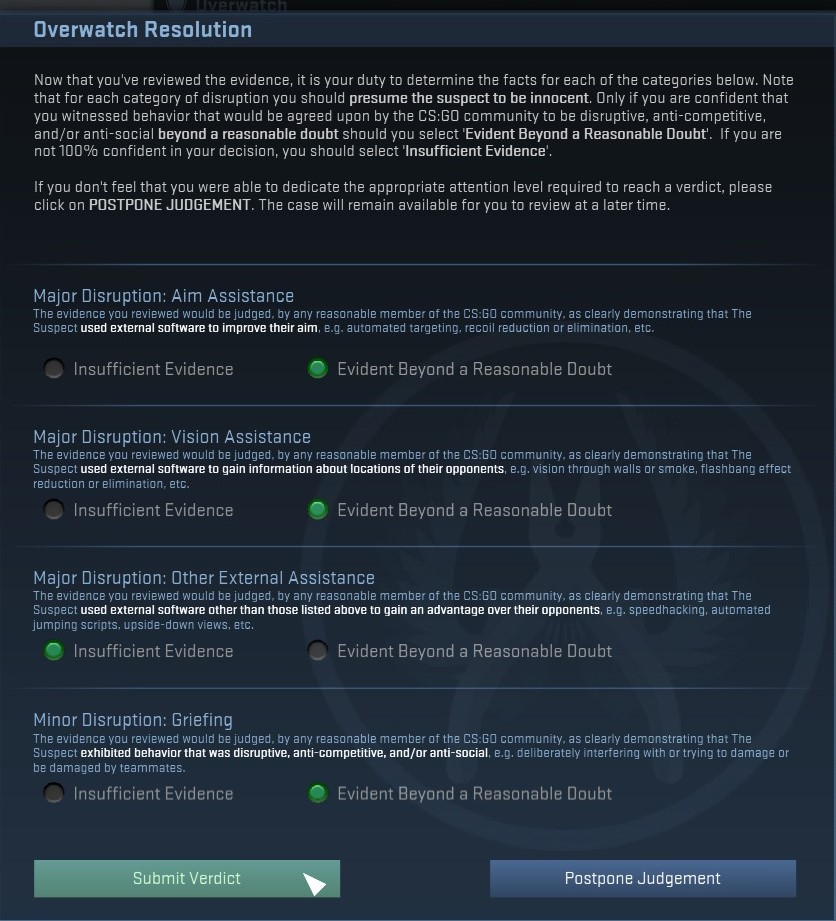 Overwatch
Overwatch Resolution
Now that you've reviewed the evidence, it is your duty to determine the facts for each of the categories below. Note
that for each category of disruption you should presume the suspect to be innocent. Only if you are confident that
you witnessed behavior that would be agreed upon by the CS:GO community to be disruptive, anti-competitive,
and/or anti-social beyond a reasonable doubt should you select 'Evident Beyond a Reasonable Doubt'. If you are
not 100% confident in your decision, you should select 'Insufficient Evidence'.
If you don't feel that you were able to dedicate the appropriate attention level required to reach a verdict, please
click on POSTPONE JUDGEMENT. The case will remain available for you to review at a later time.
Major Disruption: Aim Assistance
The evidence you reviewed would be judged, by any reasonable member of the CS:GO community, as clearly demonstrating that The
Suspect used external software to improve their aim, e.g. automated targeting, recoil reduction or elimination, etc.
Insufficient Evidence Evident Beyond a Reasonable Doubt
Major Disruption: Vision Assistance
The evidence you reviewed would be judged, by any reasonable member of the CS:GO community, as clearly demonstrating that The
Suspect used external software to gain information about locations of their opponents, e.g. vision through walls or smoke, flashbang effect
reduction or elimination, etc.
Insufficient Evidence Evident Beyond a Reasonable Doubt
Major Disruption: Other External Assistance
The evidence you reviewed would be judged, by any reasonable member of the CS:GO community, as clearly demonstrating that The
Suspect used external software other than those listed above to gain an advantage over their opponents, e.g. speedhacking, automated
jumping scripts, upside-down views, etc.
Insufficient Evidence Evident Beyond a Reasonable Doubt
Minor Disruption: Griefing
The evidence you reviewed would be judged, by any reasonable member of the CS:GO community, as clearly demonstrating that The
Suspect exhibited behavior that was disruptive, anti-competitive, and/or anti-social, e.g. deliberately interfering with or trying to damage or
be damaged by teammates.
Insufficient Evidence Evident Beyond a Reasonable Doubt
Submit Verdict Postpone Judgement